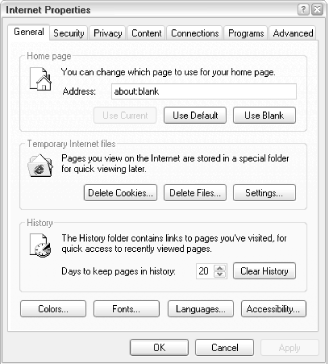 Internet Properties
General Security Privacy Content Connections Programs Advanced
Home page
You can change which page to use for your home page.
Address: about:blank
Use Current Use Default Use Blank
Temporary Internet files
Pages you view on the Internet are stored in a special folder
for quick viewing later.
Delete Cookies... Delete Files... Settings...
History
The History folder contains links to pages you've visited, for
quick access to recently viewed pages.
Days to keep pages in history: 20 Clear History
Colors... Fonts... Languages... Accessibility...
OK Cancel Apply